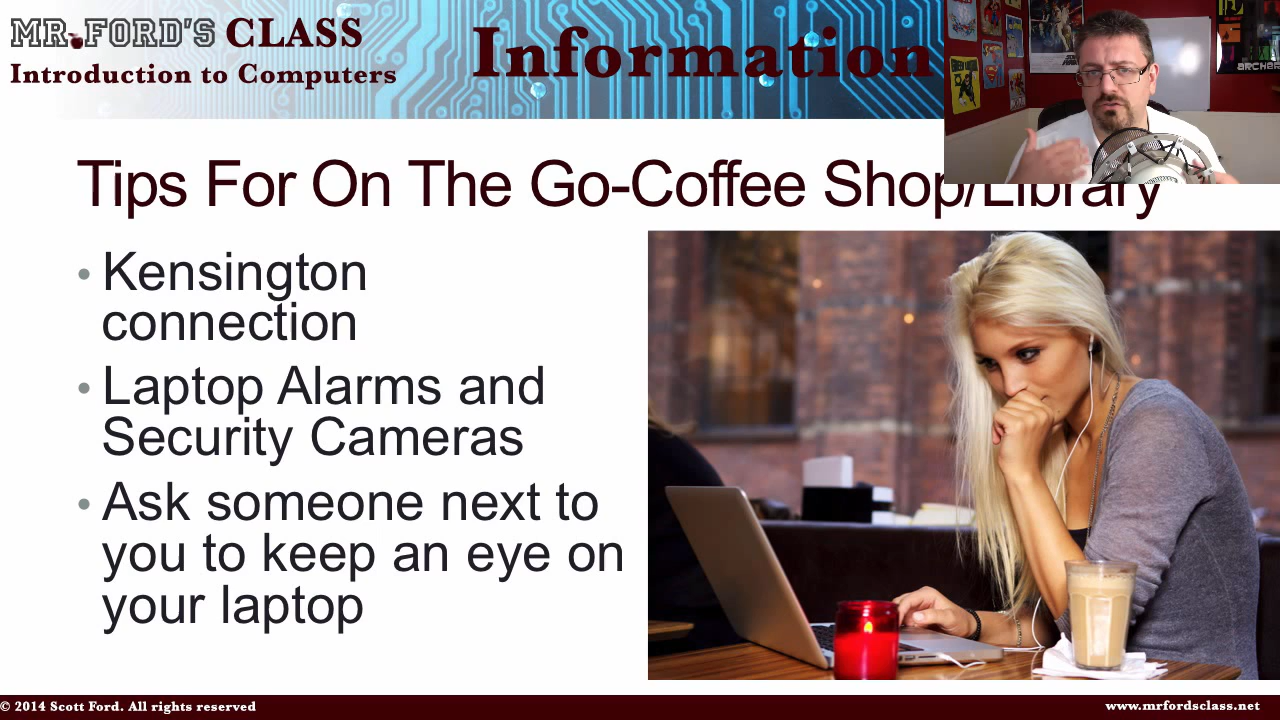 MR. FORD'S CLASS
Introduction to Computers
Information
ARCHER
Tips For On The Go-Coffee Shop/Library
• Kensington
connection
• Laptop Alarms and
Security Cameras
• Ask someone next to
you to keep an eye on
your laptop
© 2014 Scott Ford. All rights reserved
www.mrfordsclass.net